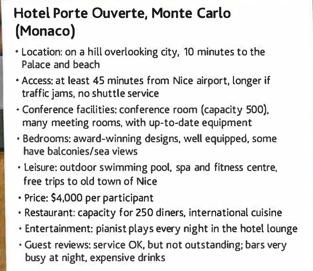 Hotel Porte Ouverte, Monte Carlo
(Monaco)
• Location: on a hill overlooking city, 10 minutes to the
Palace and beach
• Access: at least 45 minutes from Nice airport, longer if
traffic jams, no shuttle service
• Conference facilities: conference room (capacity 500),
many meeting rooms, with up-to-date equipment
• Bedrooms: award-winning designs, well equipped, some
have balconies/sea views
• Leisure: outdoor swimming pool, spa and fitness centre,
free trips to old town of Nice
• Price: $4,000 per participant
• Restaurant: capacity for 250 diners, international cuisine
• Entertainment: pianist plays every night in the hotel lounge
• Guest reviews: service OK, but not outstanding; bars very
busy at night, expensive drinks